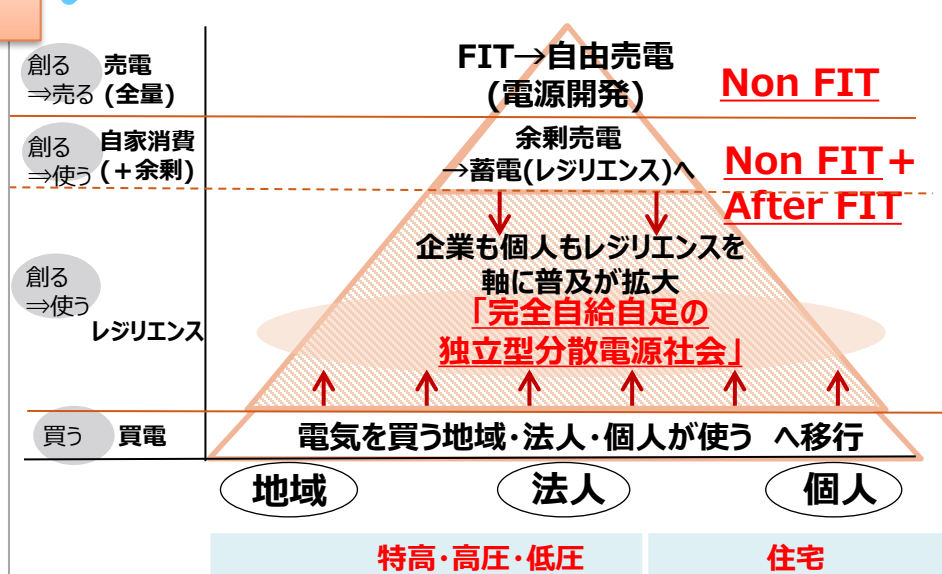 創る 売電
⇒売る (全量)
FIT→自由売電
(電源開発)
Non FIT
創る 自家消費
⇒使う (+余剰)
余剰売電
→蓄電(レジリエンス)へ
Non FIT+
After FIT
創る
⇒使う
レジリエンス
企業も個人もレジリエンスを
軸に普及が拡大
「完全自給自足の
独立型分散電源社会」
買う 買電
電気を買う地域・法人・個人が使う へ移行
地域 法人 個人
特高・高圧・低圧 住宅